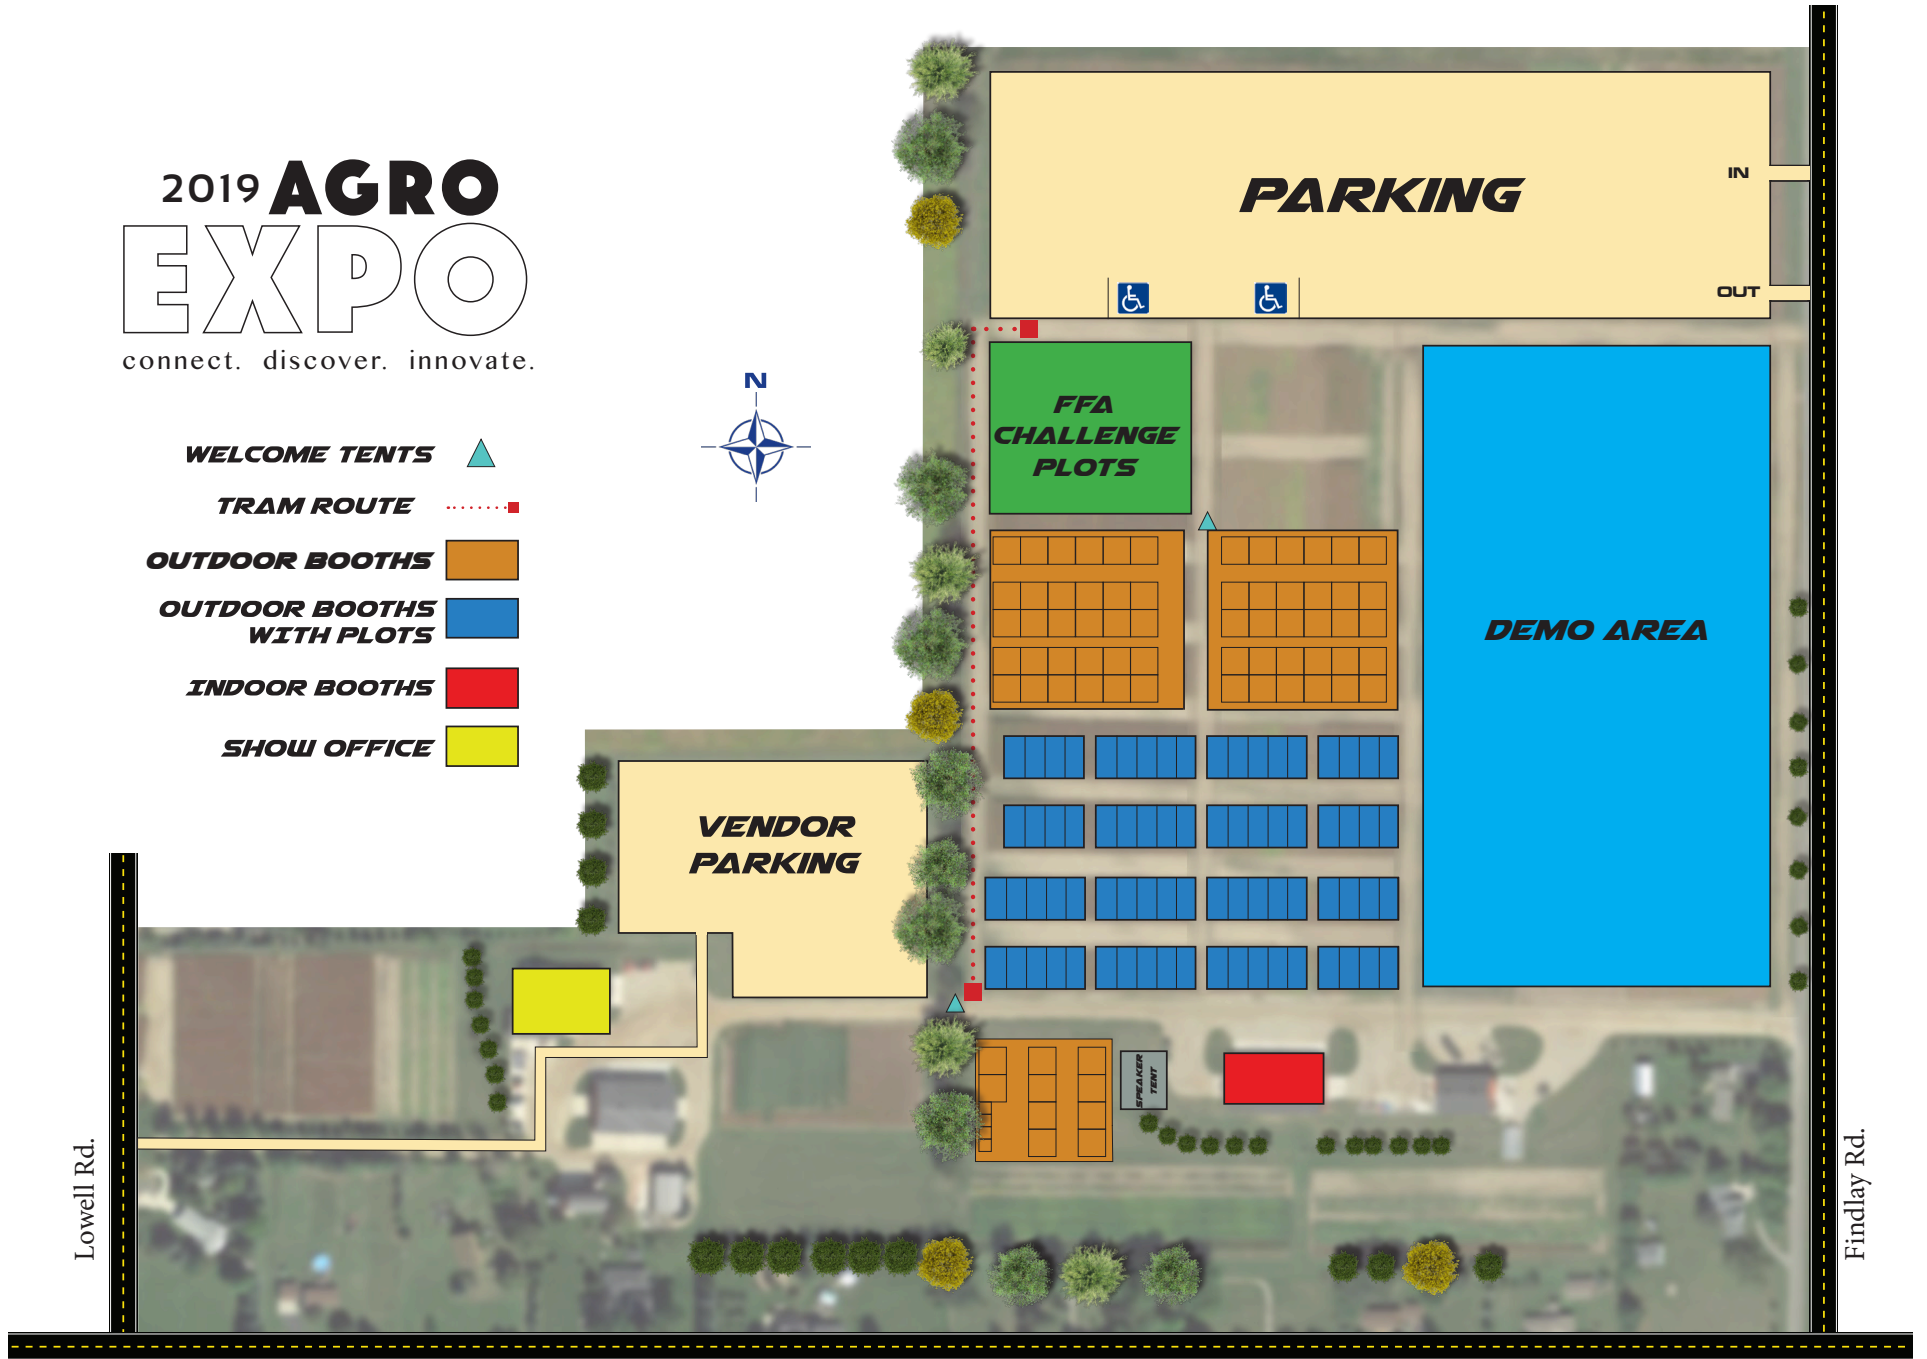 2019 AGRO
EXPO
connect. discover. innovate.
N
WELCOME TENTS
TRAM ROUTE
OUTDOOR BOOTHS
OUTDOOR BOOTHS
WITH PLOTS
INDOOR BOOTHS
SHOW OFFICE
PARKING
IN
OUT
FFA
CHALLENGE
PLOTS
DEMO AREA
VENDOR
PARKING
SPEAKER
TENT
Lowell Rd.
Findlay Rd.